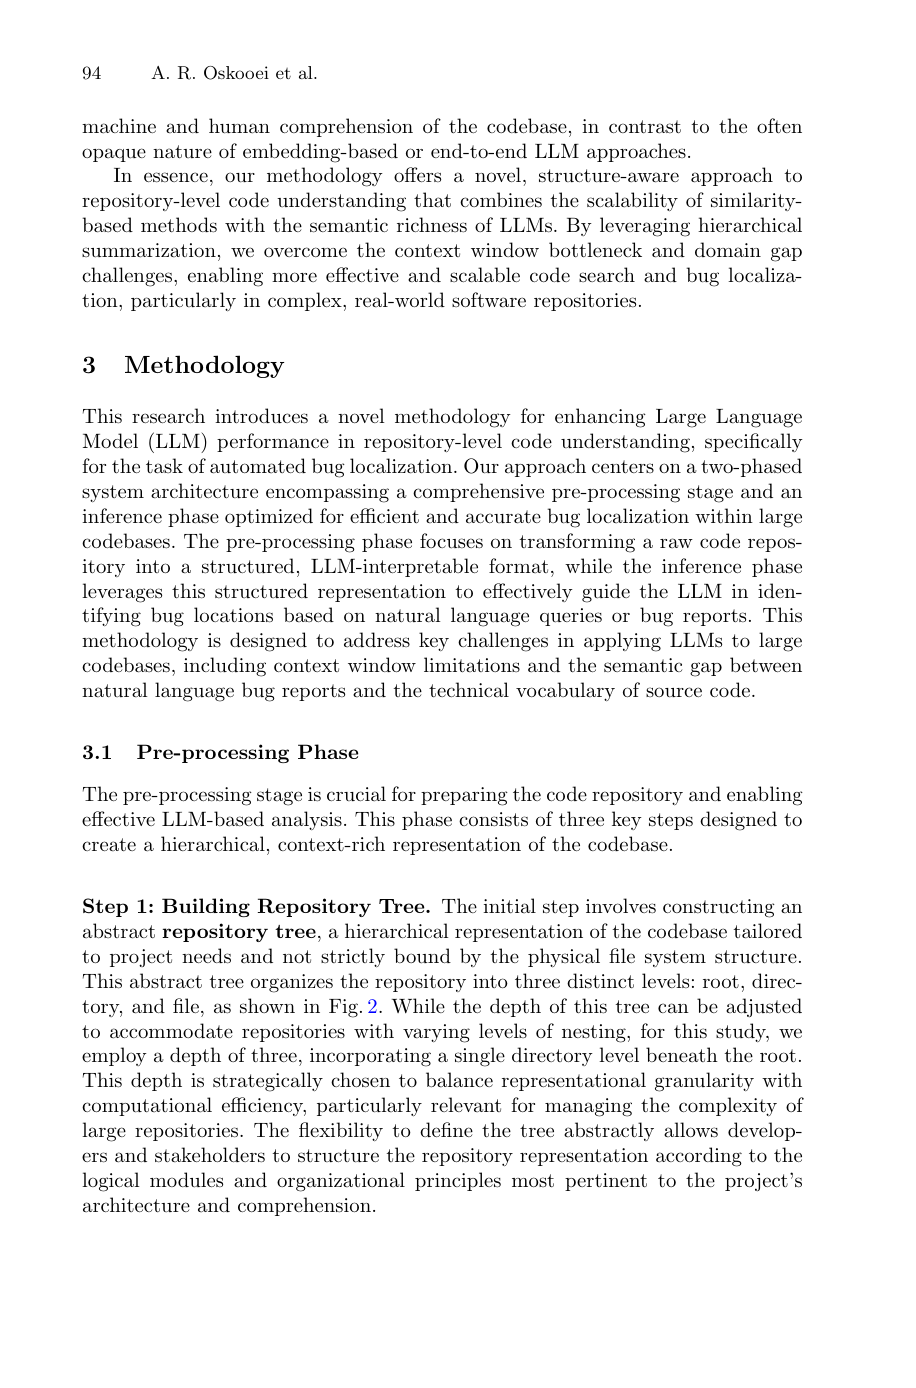 94 A. R. Oskooei et al.
machine and human comprehension of the codebase, in contrast to the often
opaque nature of embedding-based or end-to-end LLM approaches.
In essence, our methodology offers a novel, structure-aware approach to
repository-level code understanding that combines the scalability of similarity-
based methods with the semantic richness of LLMs. By leveraging hierarchical
summarization, we overcome the context window bottleneck and domain gap
challenges, enabling more effective and scalable code search and bug localiza-
tion, particularly in complex, real-world software repositories.
3 Methodology
This research introduces a novel methodology for enhancing Large Language
Model (LLM) performance in repository-level code understanding, specifically
for the task of automated bug localization. Our approach centers on a two-phased
system architecture encompassing a comprehensive pre-processing stage and an
inference phase optimized for efficient and accurate bug localization within large
codebases. The pre-processing phase focuses on transforming a raw code repos-
itory into a structured, LLM-interpretable format, while the inference phase
leverages this structured representation to effectively guide the LLM in iden-
tifying bug locations based on natural language queries or bug reports. This
methodology is designed to address key challenges in applying LLMs to large
codebases, including context window limitations and the semantic gap between
natural language bug reports and the technical vocabulary of source code.
3.1 Pre-processing Phase
The pre-processing stage is crucial for preparing the code repository and enabling
effective LLM-based analysis. This phase consists of three key steps designed to
create a hierarchical, context-rich representation of the codebase.
Step 1: Building Repository Tree. The initial step involves constructing an
abstract repository tree, a hierarchical representation of the codebase tailored
to project needs and not strictly bound by the physical file system structure.
This abstract tree organizes the repository into three distinct levels: root, direc-
tory, and file, as shown in Fig. 2. While the depth of this tree can be adjusted
to accommodate repositories with varying levels of nesting, for this study, we
employ a depth of three, incorporating a single directory level beneath the root.
This depth is strategically chosen to balance representational granularity with
computational efficiency, particularly relevant for managing the complexity of
large repositories. The flexibility to define the tree abstractly allows develop-
ers and stakeholders to structure the repository representation according to the
logical modules and organizational principles most pertinent to the project's
architecture and comprehension.